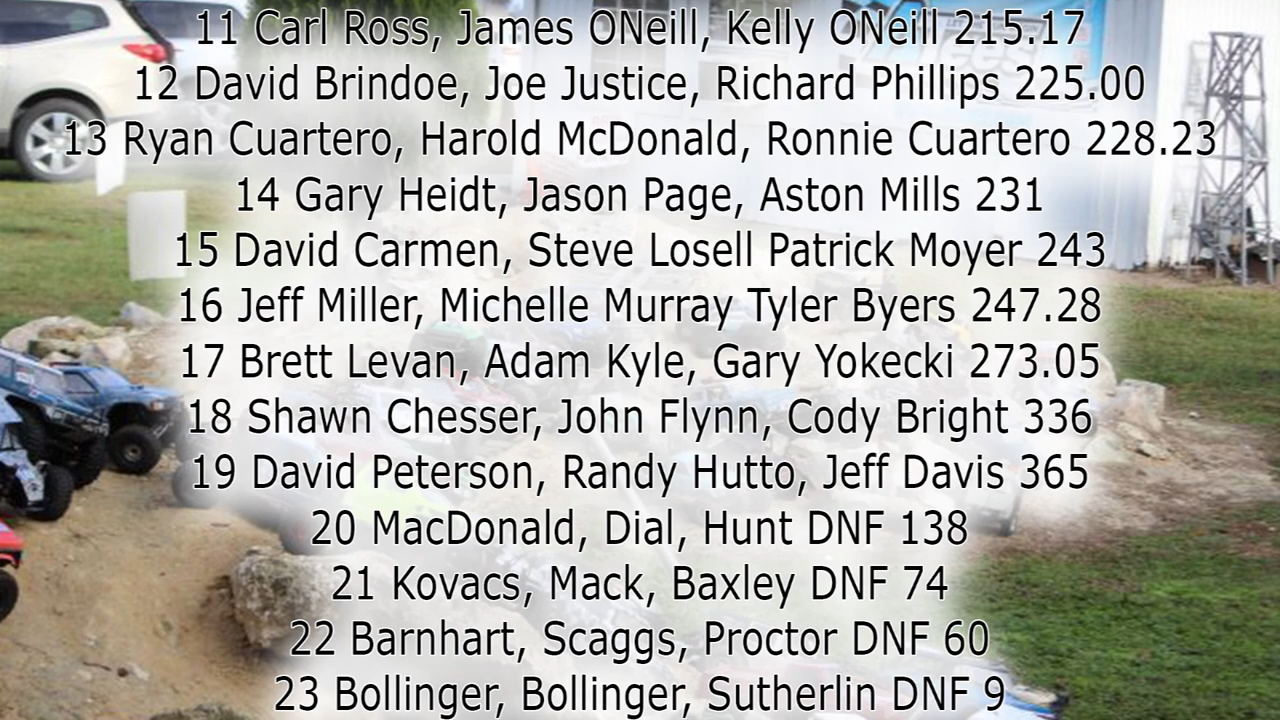 11 Carl Ross, James ONeill, Kelly ONeill 215.17
12 David Brindoe, Joe Justice, Richard Phillips 225.00
13 Ryan Cuartero, Harold McDonald, Ronnie Cuartero 228.23
14 Gary Heidt, Jason Page, Aston Mills 231
15 David Carmen, Steve Losell Patrick Moyer 243
16 Jeff Miller, Michelle Murray Tyler Byers 247.28
17 Brett Levan, Adam Kyle, Gary Yokecki 273.05
18 Shawn Chesser, John Flynn, Cody Bright 336
19 David Peterson, Randy Hutto, Jeff Davis 365
20 MacDonald, Dial, Hunt DNF 138
21 Kovacs, Mack, Baxley DNF 74
22 Barnhart, Scaggs, Proctor DNF 60
23 Bollinger, Bollinger, Sutherlin DNF 9